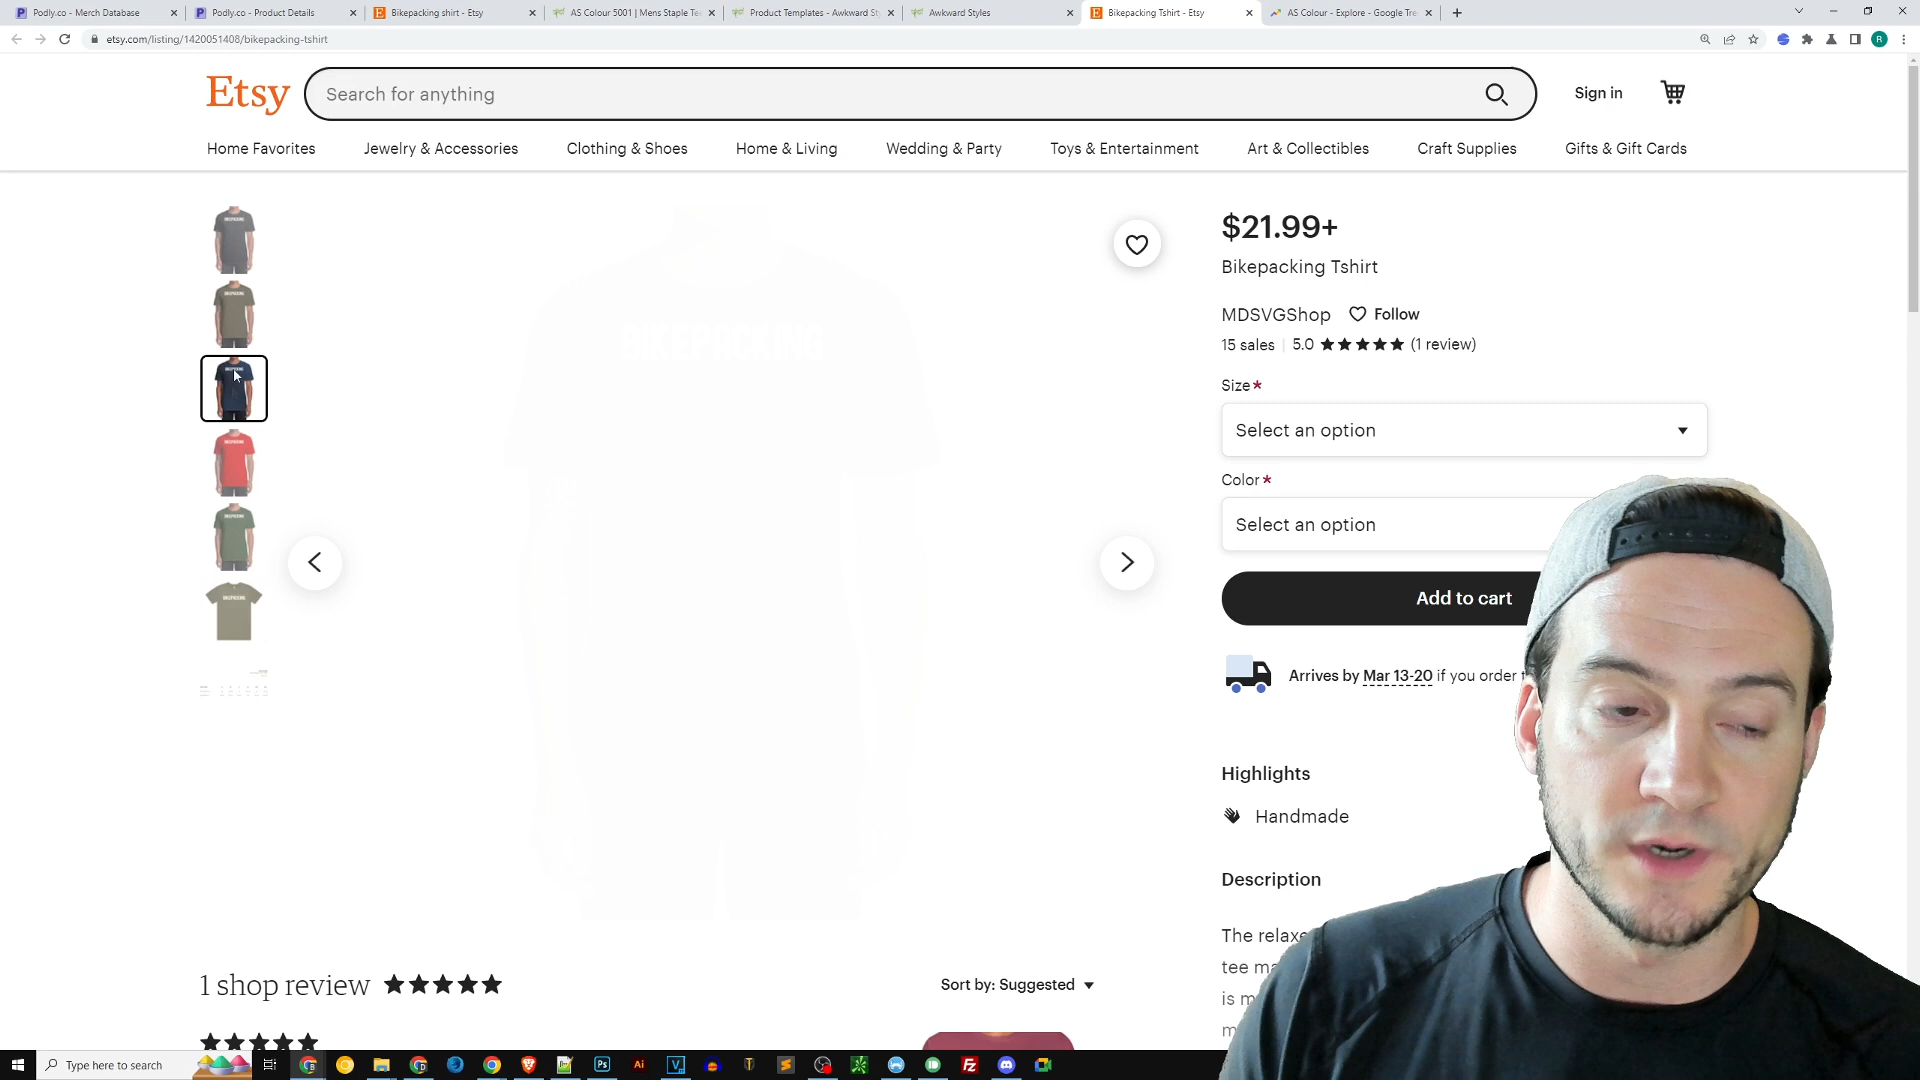 Podly.co - Merch Database
Podly.co - Product Details
Bikepacking shirt - Etsy
AS Colour 5001 | Mens Staple Te
Product Templates - Awkward St
Awkward Styles
Bikepacking Tshirt - Etsy
AS Colour - Explore - Google Tre
etsy.com/listing/1420051408/bikepacking-tshirt
R
Etsy
Search for anything
Sign in
Home Favorites
Jewelry & Accessories
Clothing & Shoes
Home & Living
Wedding & Party
Toys & Entertainment
Art & Collectibles
Craft Supplies
Gifts & Gift Cards
BIKEPACKING
$21.99+
Bikepacking Tshirt
MDSVGShop
Follow
15 sales
5.0
(1 review)
Size*
Select an option
Color*
Select an option
Add to cart
Arrives by Mar 13-20 if you order
Highlights
Handmade
Description
The relaxe
tee ma
is m
1 shop review
Sort by: Suggested
Type here to search